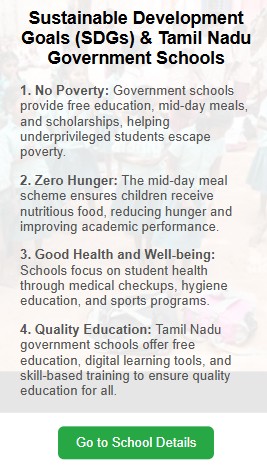 Sustainable Development
Goals (SDGs) & Tamil Nadu
Government Schools
1. No Poverty: Government schools
provide free education, mid-day meals,
and scholarships, helping
underprivileged students escape
poverty.
2. Zero Hunger: The mid-day meal
scheme ensures children receive
nutritious food, reducing hunger and
improving academic performance.
3. Good Health and Well-being:
Schools focus on student health
through medical checkups, hygiene
education, and sports programs.
4. Quality Education: Tamil Nadu
government schools offer free
education, digital learning tools, and
skill-based training to ensure quality
education for all.
Go to School Details